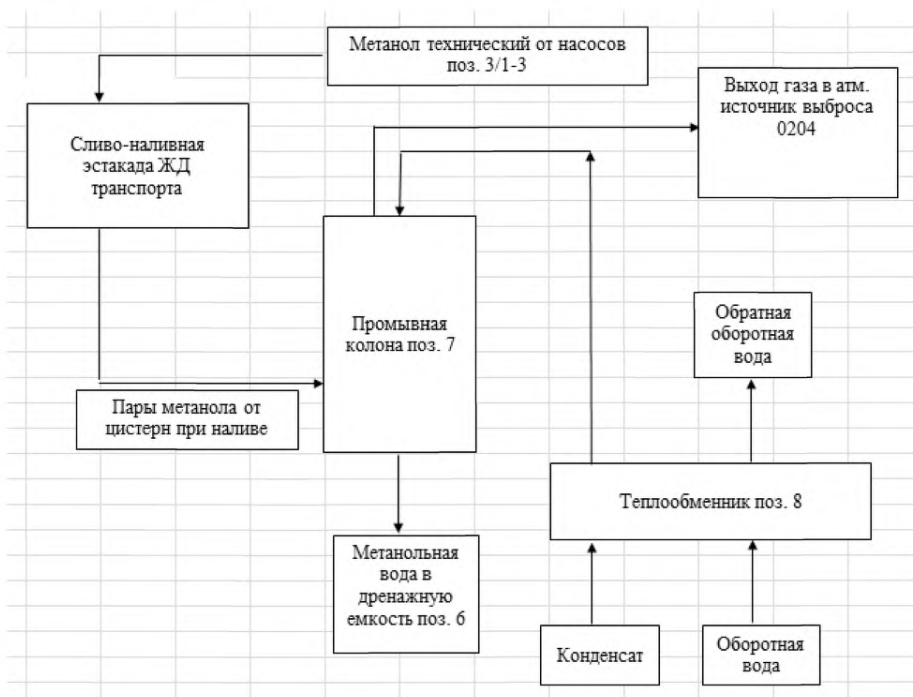 Метанол технический от насосов
поз. 3/1-3
Выход газа в атм.
источник выброса
0204
Сливо-наливная
эстакада ЖД
транспорта
Промывная
колона поз. 7
Обратная
оборотная
вода
Пары метанола от
цистерн при наливе
Теплообменник поз. 8
Метанольная
вода в
дренажную
емкость поз. 6
Конденсат
Оборотная
вода